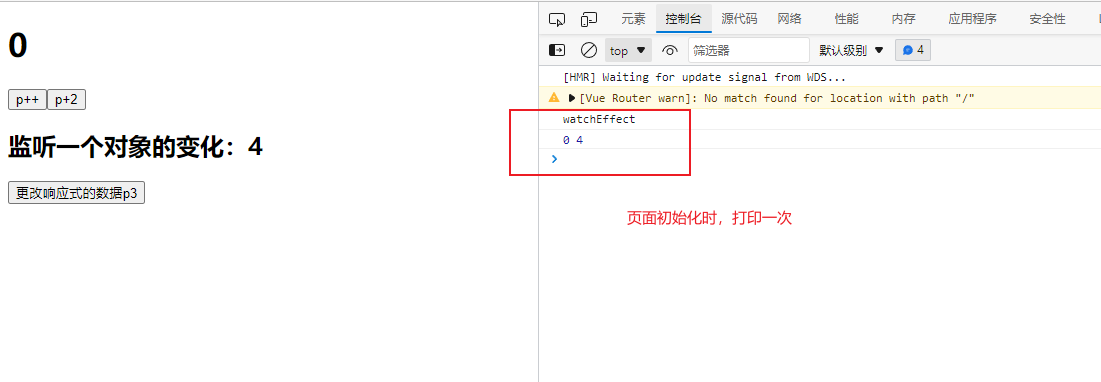 0
p++ p+2
监听一个对象的变化：4
更改响应式的数据p3
元素 控制台 源代码 网络 性能 内存 应用程序 安全性
top ▼ 筛选器 默认级别 ▼ 4
[HMR] Waiting for update signal from WDS...
▶[Vue Router warn]: No match found for location with path "/"
watchEffect
0 4
>
页面初始化时，打印一次